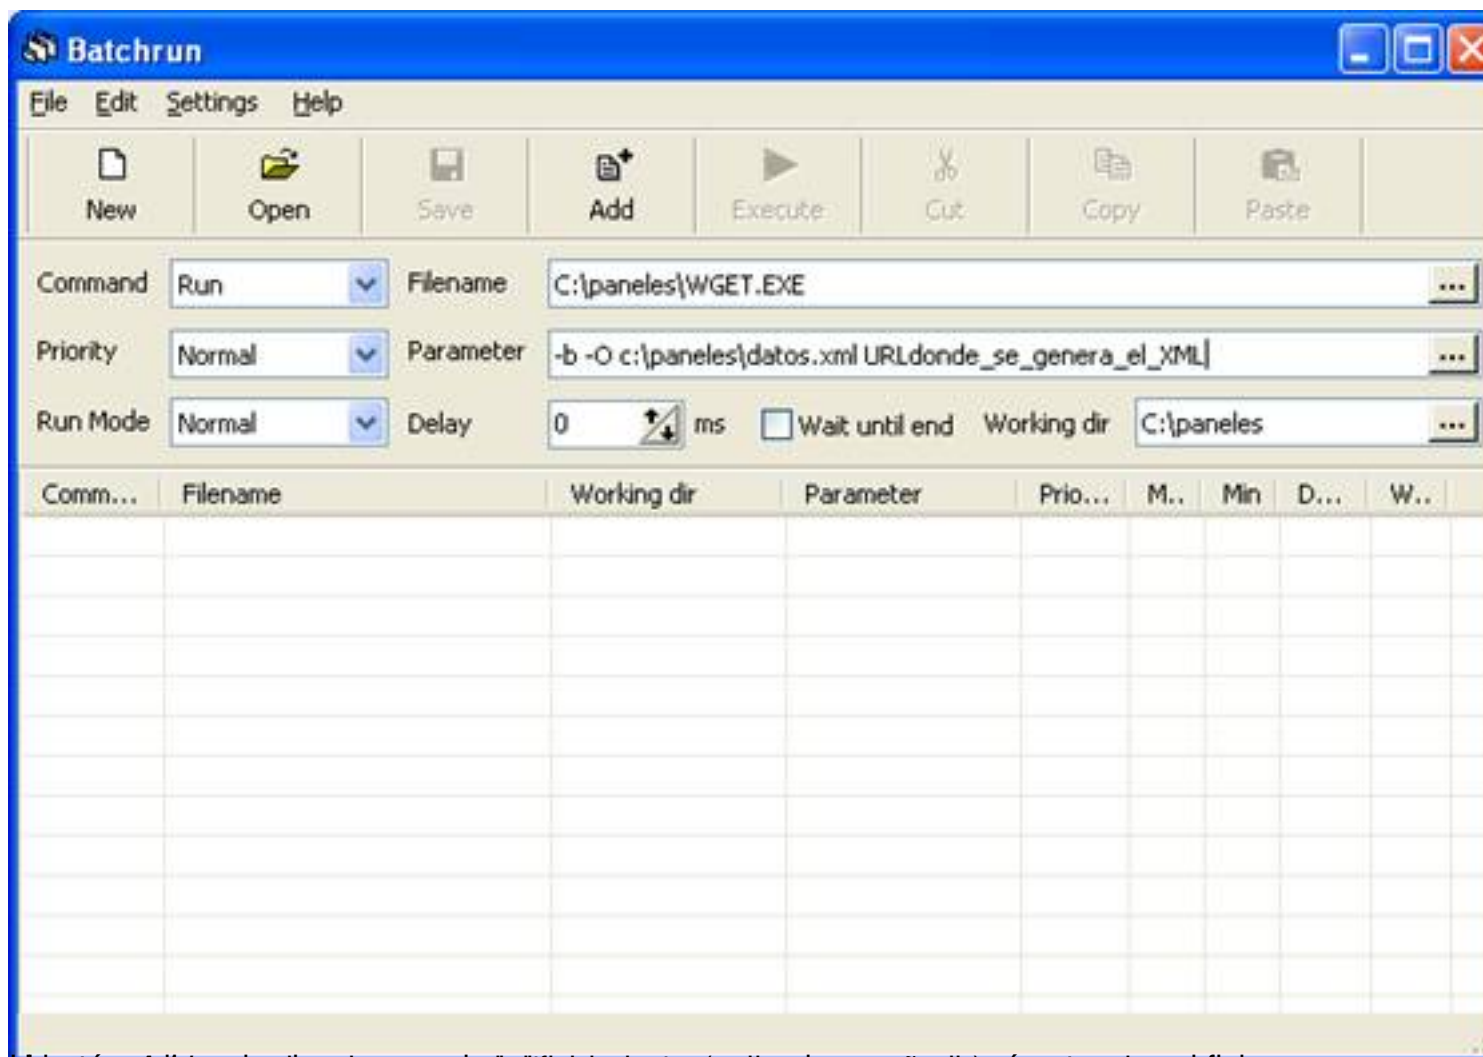 Batchrun
File Edit Settings Help
New Open Save Add Execute Cut Copy Paste
Command Run Filename C:\paneles\WGET.EXE ...
Priority Normal Parameter -b -O c:\paneles\datos.xml URLdonde_se_genera_el_XML ...
Run Mode Normal Delay 0 ms Wait until end Working dir C:\paneles ...
Comm... Filename Working dir Parameter Prio... M.. Min D... W..